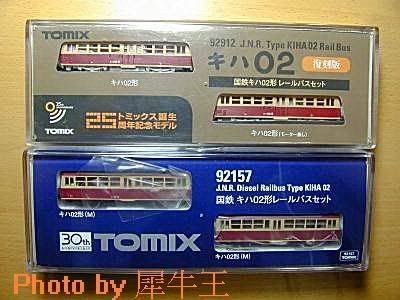 TOMIX
92912 J.N.R. Type KIHA 02 Rail Bus
キハ02 復刻版
キハ02形
国鉄キハ02形 レールバスセット
25 トミックス誕生
周年記念モデル
TOMIX
キハ02形(モーター無し)
92157
J.N.R. Diesel Railbus Type KIHA 02
国鉄 キハ02形レールバスセット
キハ02形(M)
30th
TOMIX
キハ02形(M)
92157
TOMIX
Photo by 犀牛王